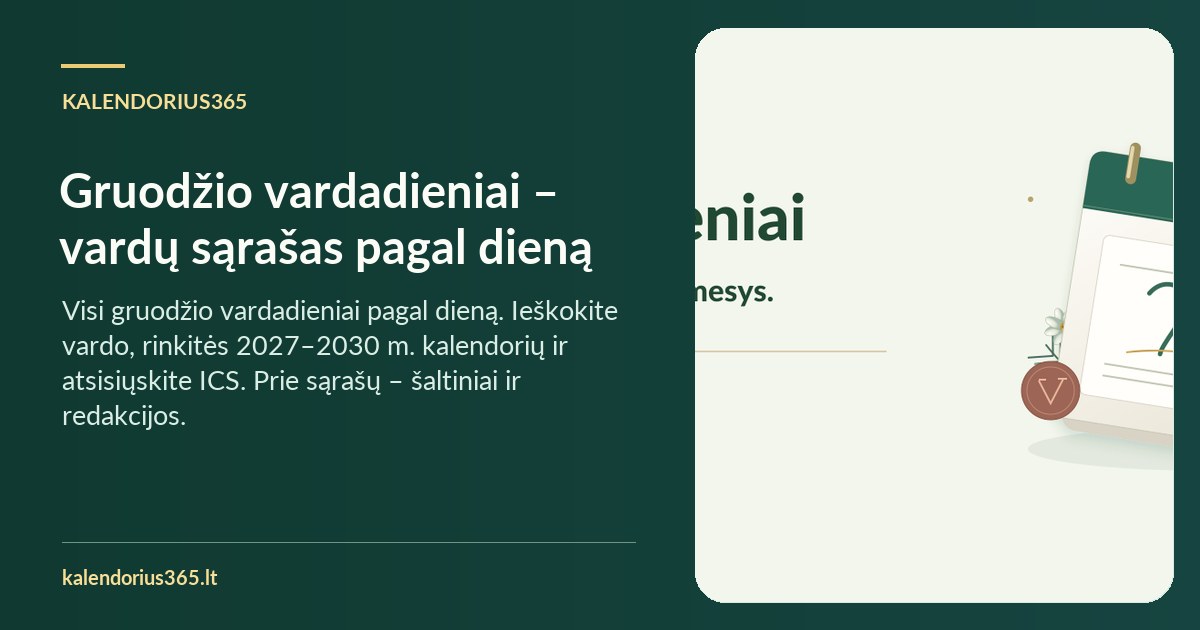 KALENDORIUS365
Gruodžio vardadieniai –
vardų sąrašas pagal dieną
Visi gruodžio vardadieniai pagal dieną. Ieškokite
vardo, rinkitės 2027–2030 m. kalendorių ir
atsisiųskite ICS. Prie sąrašų – šaltiniai ir
redakcijos.
kalendorius365.lt
eniai
mesys.
V